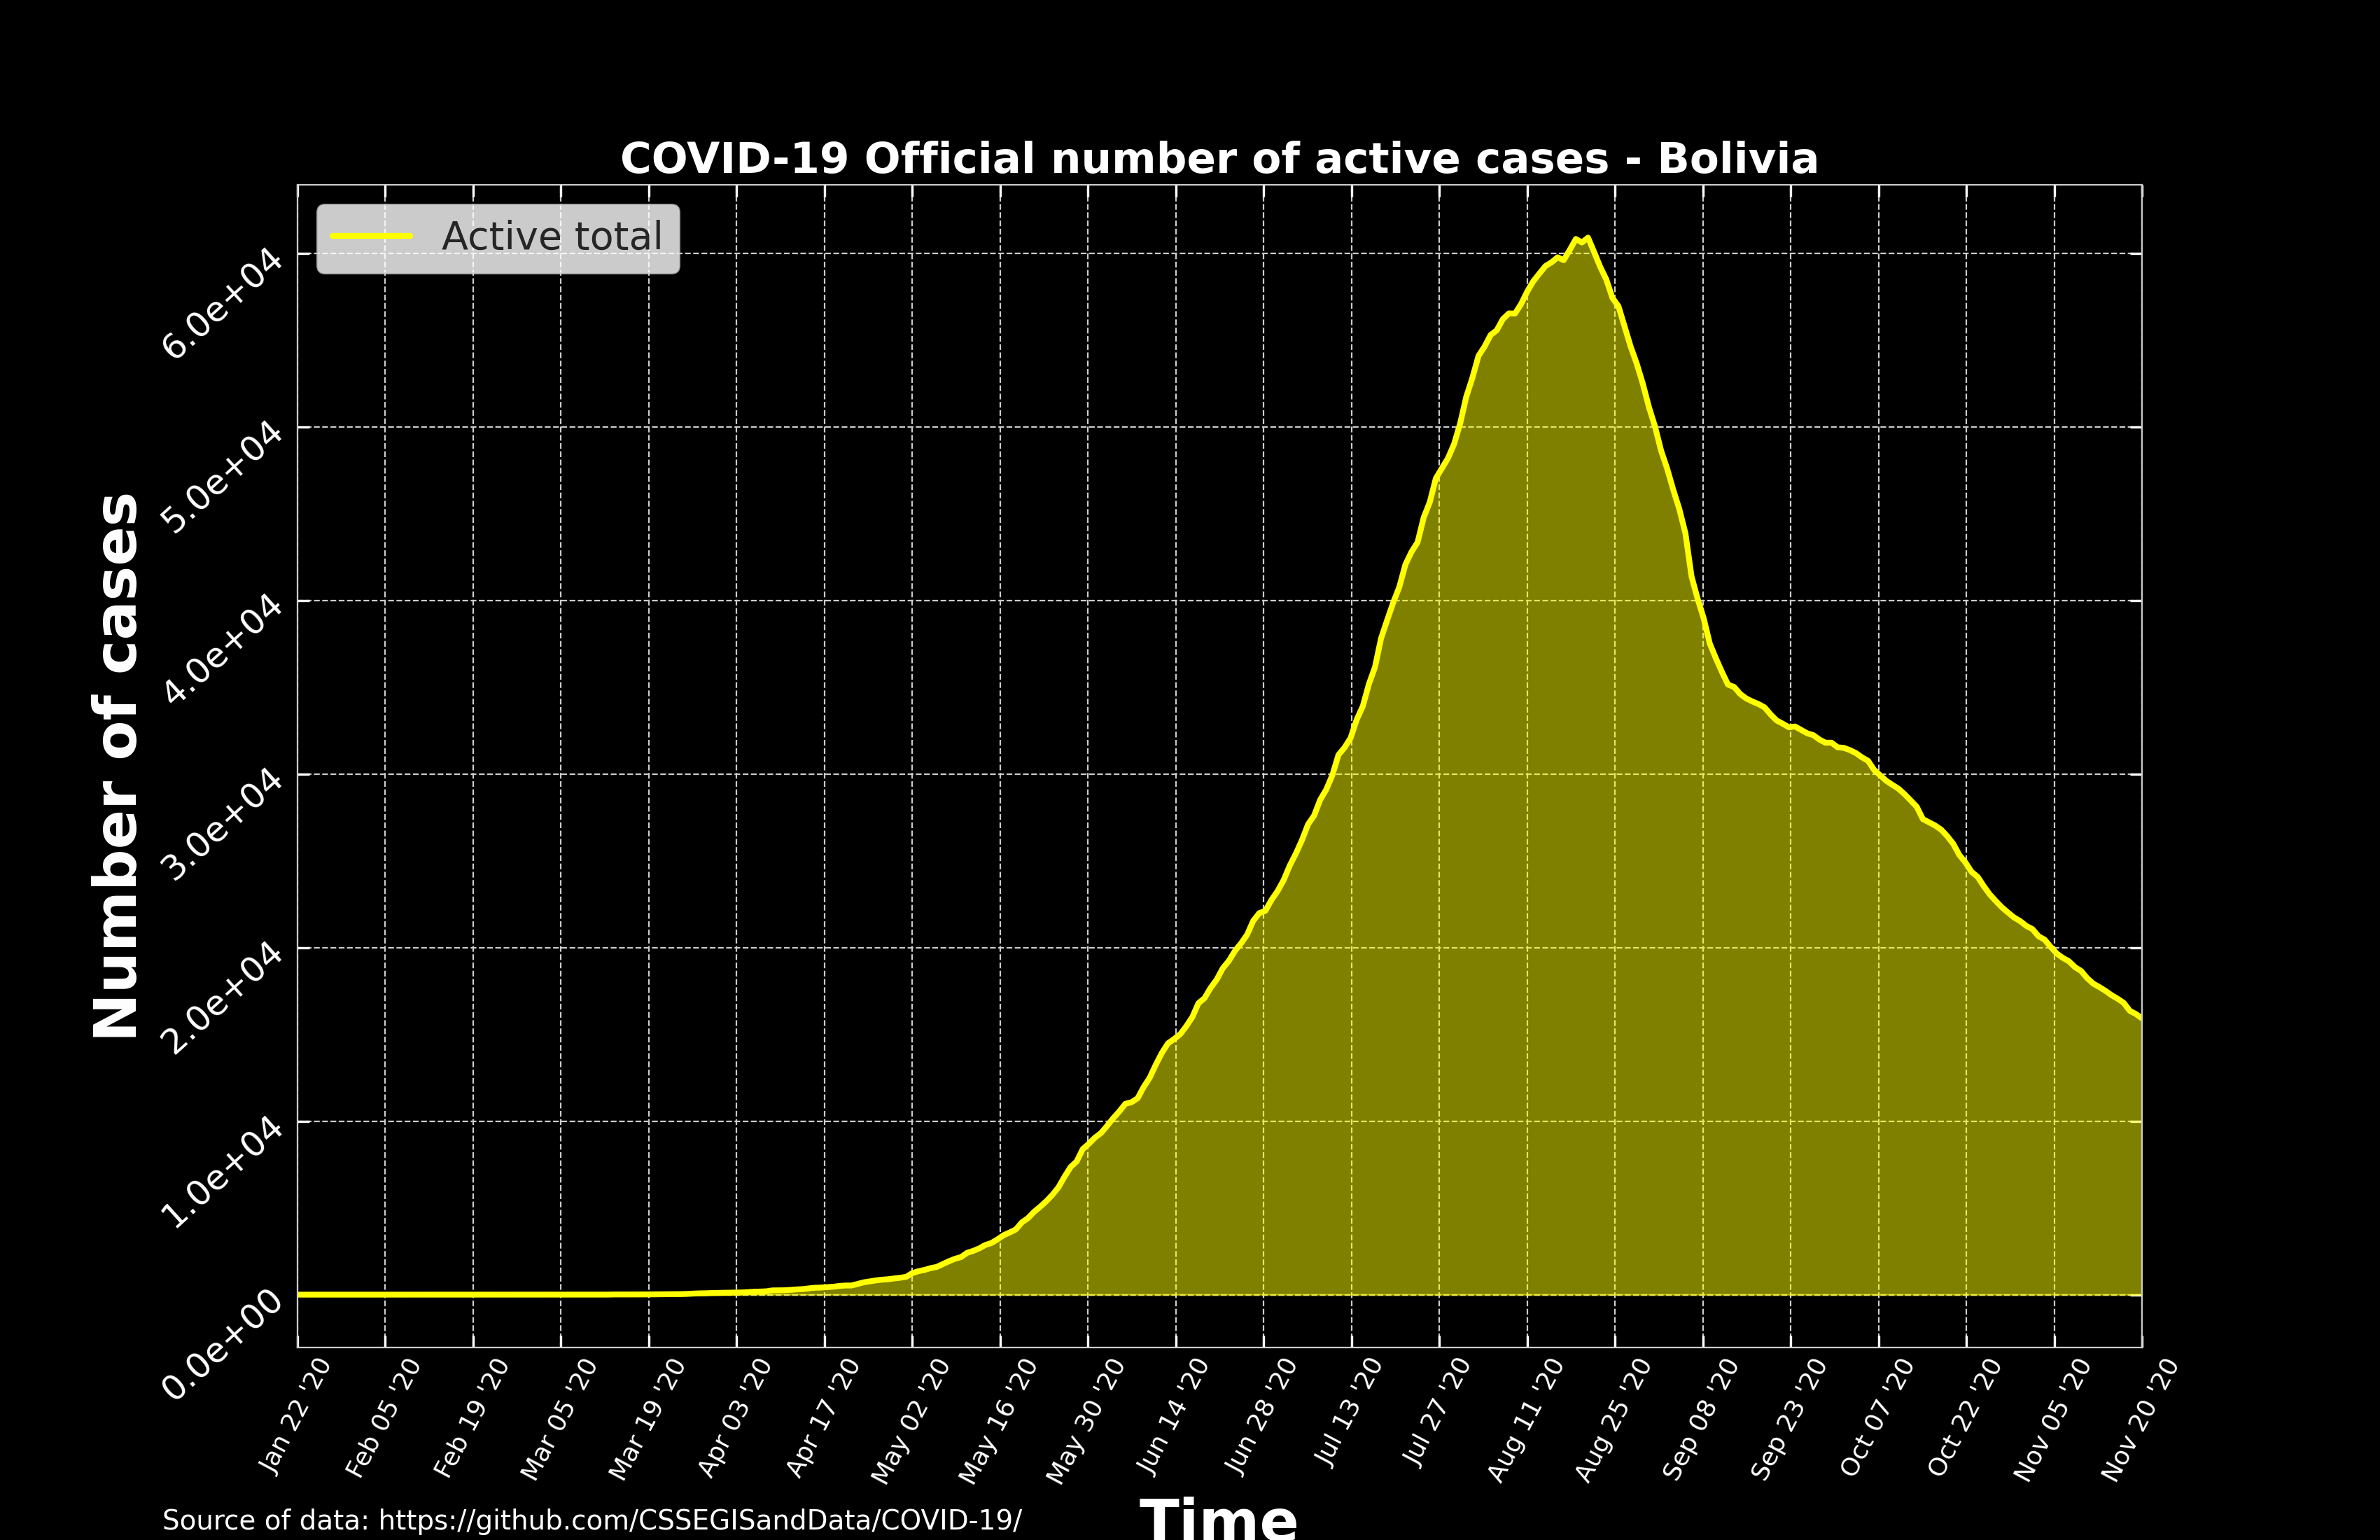 COVID-19 Official number of active cases - Bolivia
Active total
Number of cases
6.0e+04
5.0e+04
4.0e+04
3.0e+04
2.0e+04
1.0e+04
0.0e+00
Jan 22 '20
Feb 05 '20
Feb 19 '20
Mar 05 '20
Mar 19 '20
Apr 03 '20
Apr 17 '20
May 02 '20
May 16 '20
May 30 '20
Jun 14 '20
Jun 28 '20
Jul 13 '20
Jul 27 '20
Aug 11 '20
Aug 25 '20
Sep 08 '20
Sep 23 '20
Oct 07 '20
Oct 22 '20
Nov 05 '20
Nov 20 '20
Time
Source of data: https://github.com/CSSEGISandData/COVID-19/